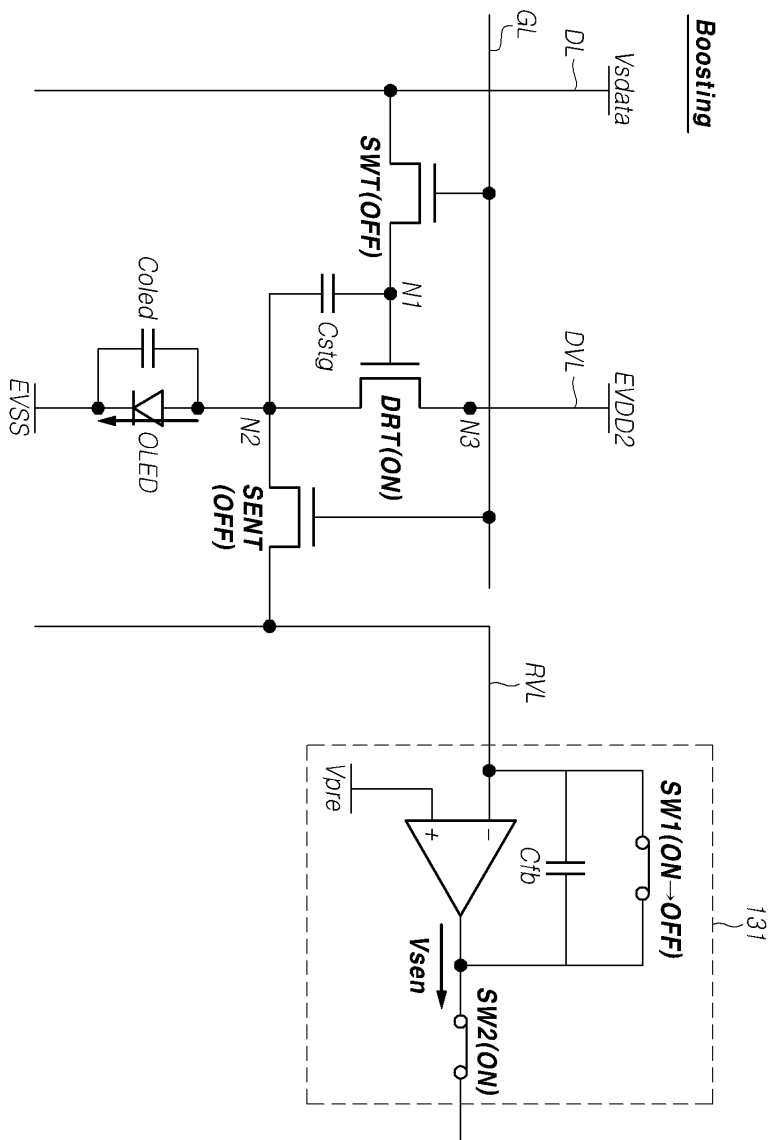 Boosting
Vsdata
DL
GL
EVDD2
DVL
SWT(OFF)
N1
Cstg
DRT(ON)
N3
N2
SENT
(OFF)
Coled
OLED
EVSS
RVL
131
SW1(ON→OFF)
Cfb
Vpre
+
−
Vsen
SW2(ON)